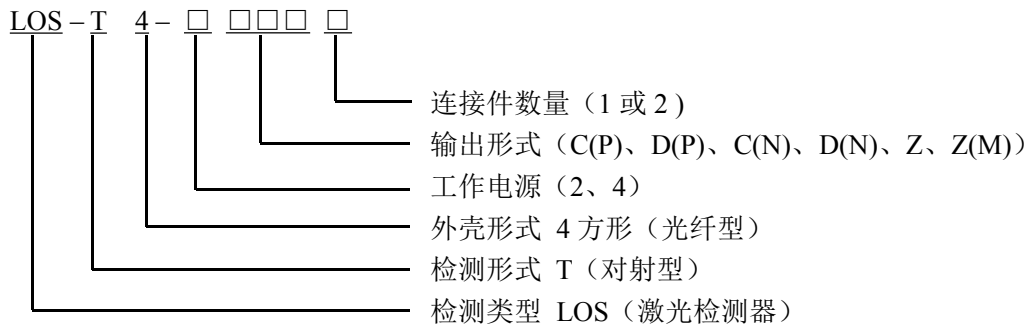 LOS – T 4 – □ □□□ □
连接件数量（1 或 2 )
输出形式（C(P)、D(P)、C(N)、D(N)、Z、Z(M)）
工作电源（2、4）
外壳形式 4 方形（光纤型）
检测形式 T（对射型）
检测类型 LOS（激光检测器）